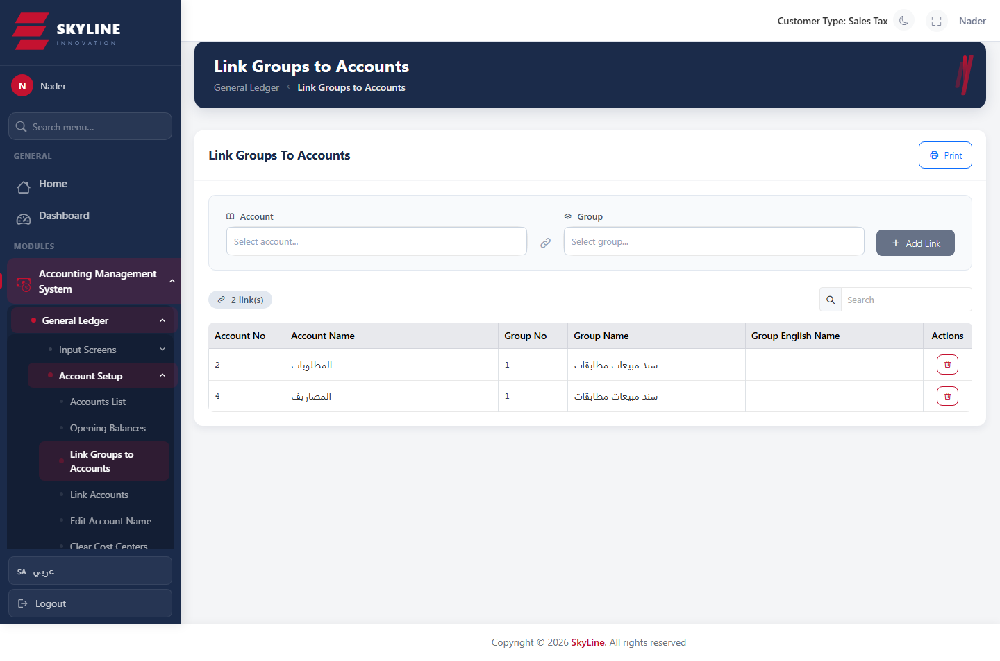 SKYLINE
INNOVATION
N Nader
Search menu...
GENERAL
Home
Dashboard
MODULES
Accounting Management
System
General Ledger
Input Screens
Account Setup
Accounts List
Opening Balances
Link Groups to
Accounts
Link Accounts
Edit Account Name
Clear Cost Centers
SA عربي
Logout
Customer Type: Sales Tax
Nader
Link Groups to Accounts
General Ledger < Link Groups to Accounts
Link Groups To Accounts
Print
Account
Group
Select account...
Select group...
+ Add Link
2 link(s)
Search
Account No Account Name Group No Group Name Group English Name Actions
2 المطلوبات 1 سند مبيعات مطابقات
4 المصاريف 1 سند مبيعات مطابقات
Copyright © 2026 SkyLine. All rights reserved